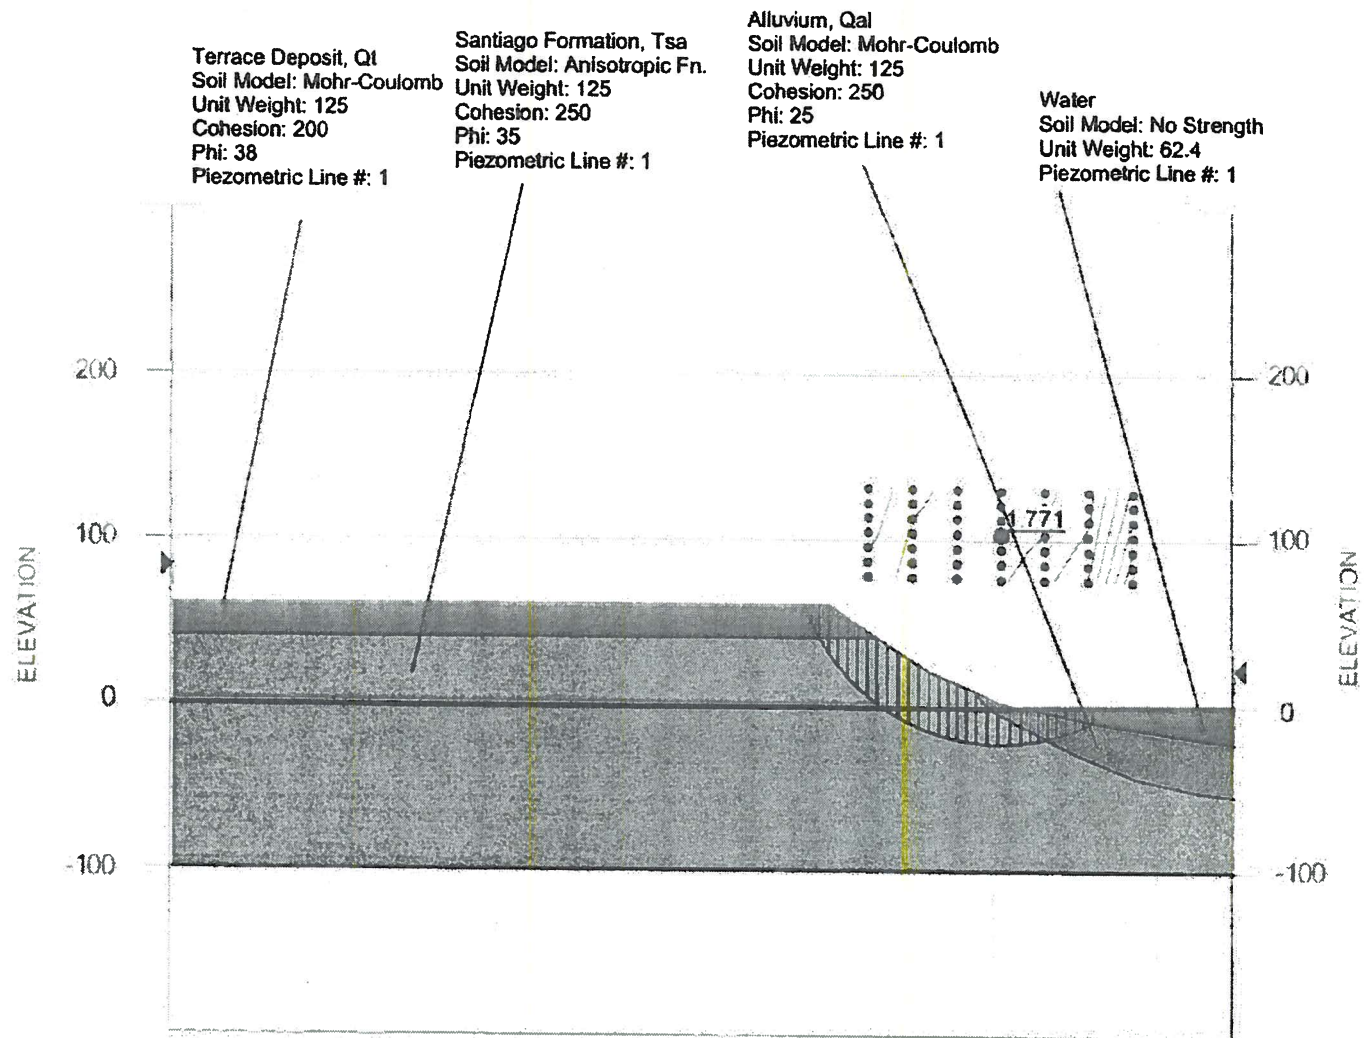 Terrace Deposit, Qt
Soil Model: Mohr-Coulomb
Unit Weight: 125
Cohesion: 200
Phi: 38
Piezometric Line #: 1
Santiago Formation, Tsa
Soil Model: Anisotropic Fn.
Unit Weight: 125
Cohesion: 250
Phi: 35
Piezometric Line #: 1
Alluvium, Qal
Soil Model: Mohr-Coulomb
Unit Weight: 125
Cohesion: 250
Phi: 25
Piezometric Line #: 1
Water
Soil Model: No Strength
Unit Weight: 62.4
Piezometric Line #: 1
ELEVATION
200
100
0
-100
1.771
200
100
0
-100
ELEVATION